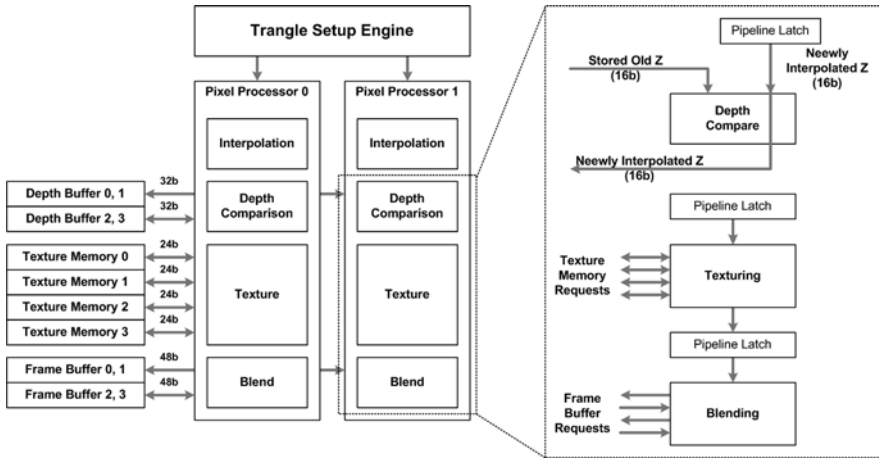 Trangle Setup Engine
Pixel Processor 0
Pixel Processor 1
Interpolation
Interpolation
Depth Buffer 0, 1
32b
Depth Buffer 2, 3
32b
Depth
Comparison
Depth
Comparison
Texture Memory 0
24b
Texture Memory 1
24b
Texture Memory 2
24b
Texture Memory 3
24b
Texture
Texture
Frame Buffer 0, 1
48b
Frame Buffer 2, 3
48b
Blend
Blend
Pipeline Latch
Stored Old Z
(16b)
Neewly
Interpolated Z
(16b)
Depth
Compare
Neewly Interpolated Z
(16b)
Pipeline Latch
Texture
Memory
Requests
Texturing
Pipeline Latch
Frame
Buffer
Requests
Blending